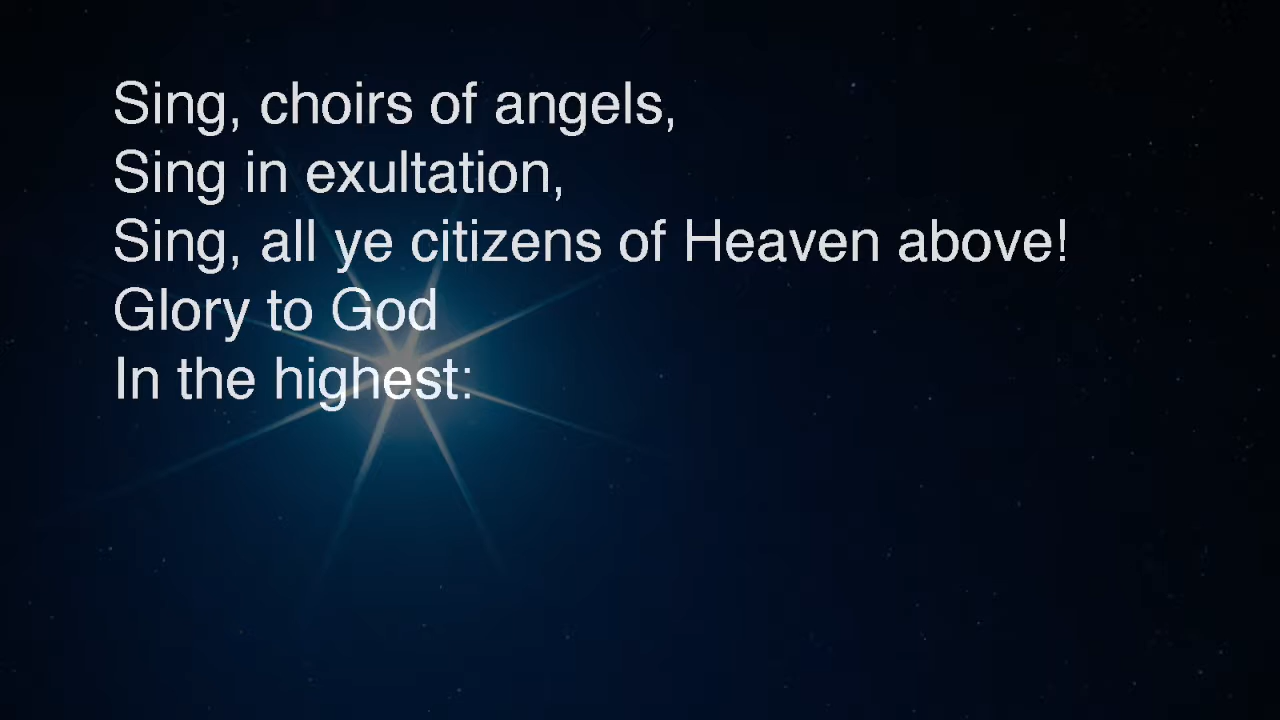 Sing, choirs of angels,
Sing in exultation,
Sing, all ye citizens of Heaven above!
Glory to God
In the highest: